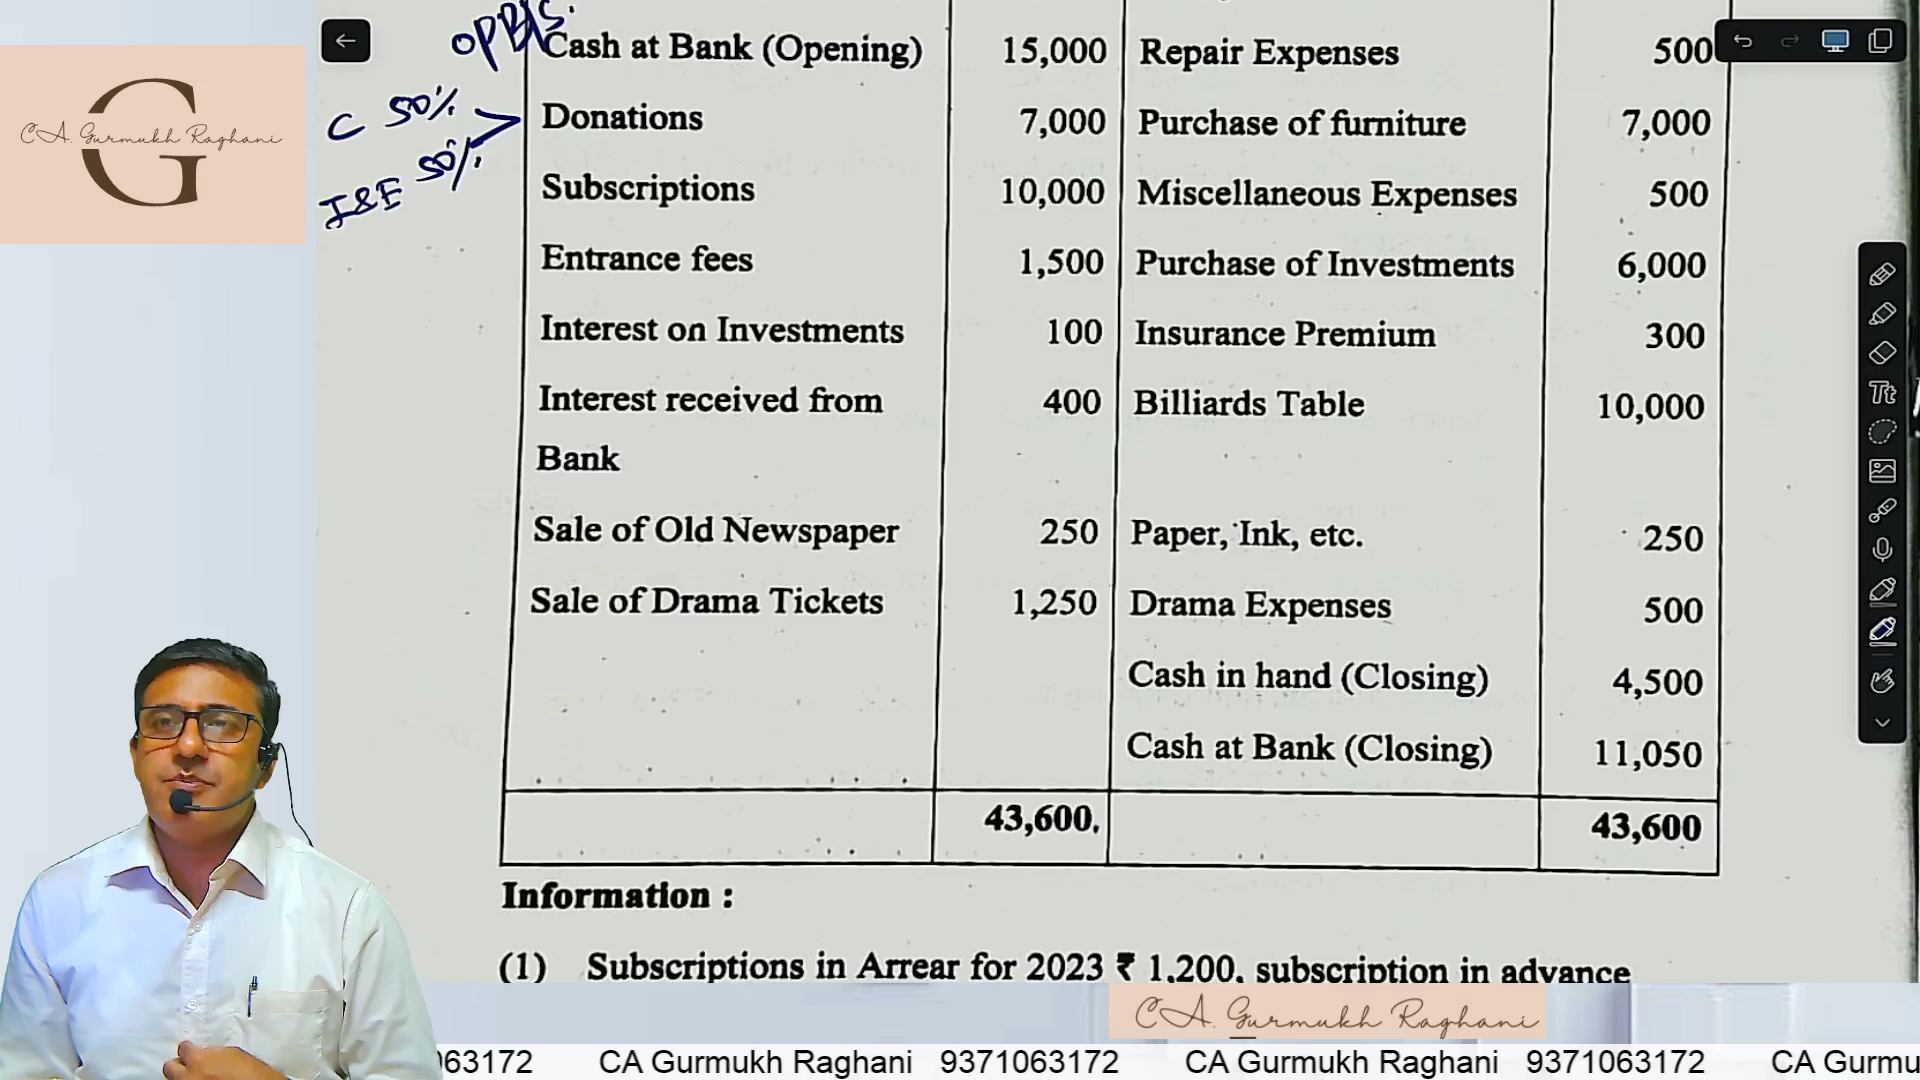 OPB/S.
Cash at Bank (Opening) 15,000 Repair Expenses 500
C 50%
Donations 7,000 Purchase of furniture 7,000
I&E 50%
Subscriptions 10,000 Miscellaneous Expenses 500
Entrance fees 1,500 Purchase of Investments 6,000
Interest on Investments 100 Insurance Premium 300
Interest received from 400 Billiards Table 10,000
Bank
Sale of Old Newspaper 250 Paper, Ink, etc. 250
Sale of Drama Tickets 1,250 Drama Expenses 500
Cash in hand (Closing) 4,500
Cash at Bank (Closing) 11,050
43,600. 43,600
Information :
(1) Subscriptions in Arrear for 2023 ₹ 1,200, subscription in advance
G
CA. Gurmukh Raghani
Tt
CA. Gurmukh Raghani
063172 CA Gurmukh Raghani 9371063172 CA Gurmukh Raghani 9371063172 CA Gurmu